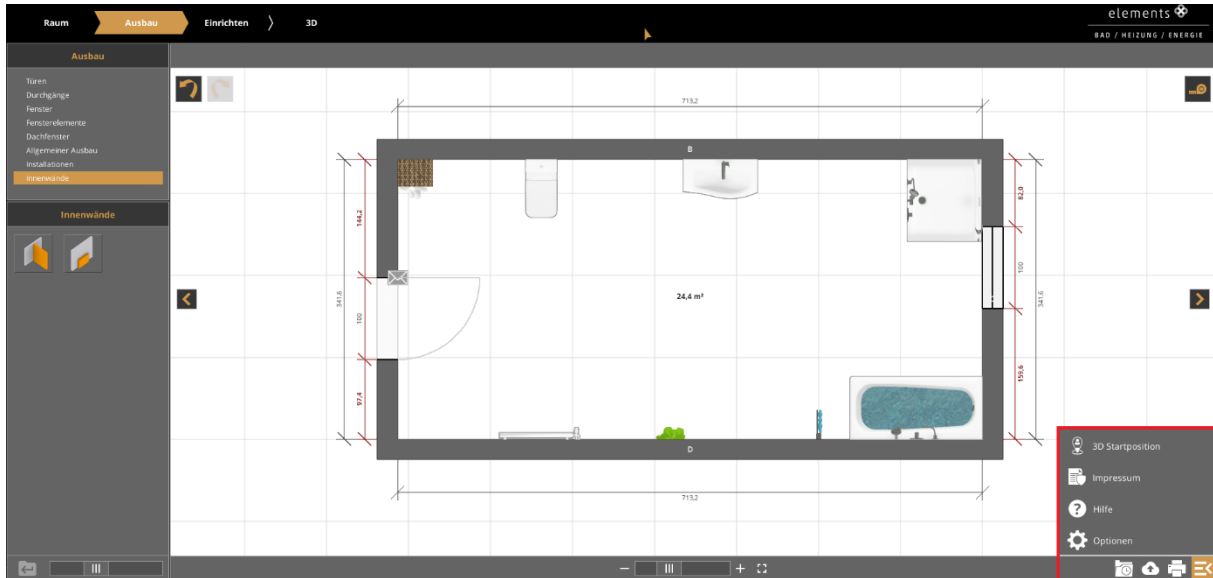 Raum
Ausbau
Einrichten
3D
elements
BAD / HEIZUNG / ENERGIE
Ausbau
Türen
Durchgänge
Fenster
Fensterelemente
Dachfenster
Allgemeiner Ausbau
Installationen
Innenwände
Innenwände
713,2
B
144,2
341,6
100
97,4
24,4 m²
82,0
100
341,6
159,6
D
713,2
3D Startposition
Impressum
Hilfe
Optionen